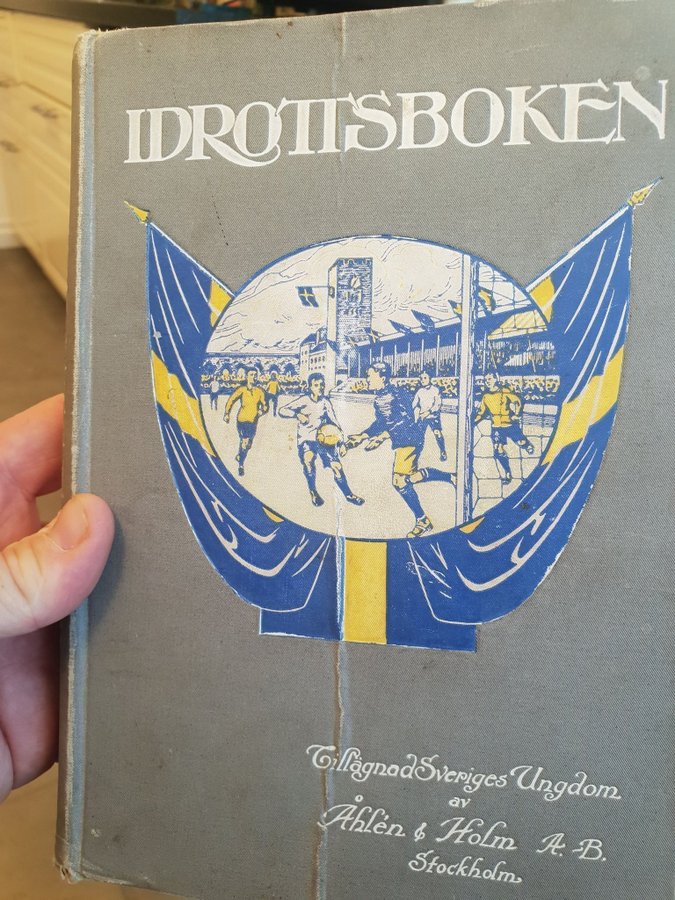 IDROTTSBOKEN
Tillägnad Sveriges Ungdom
av
Åhlén & Holm A.-B.
Stockholm